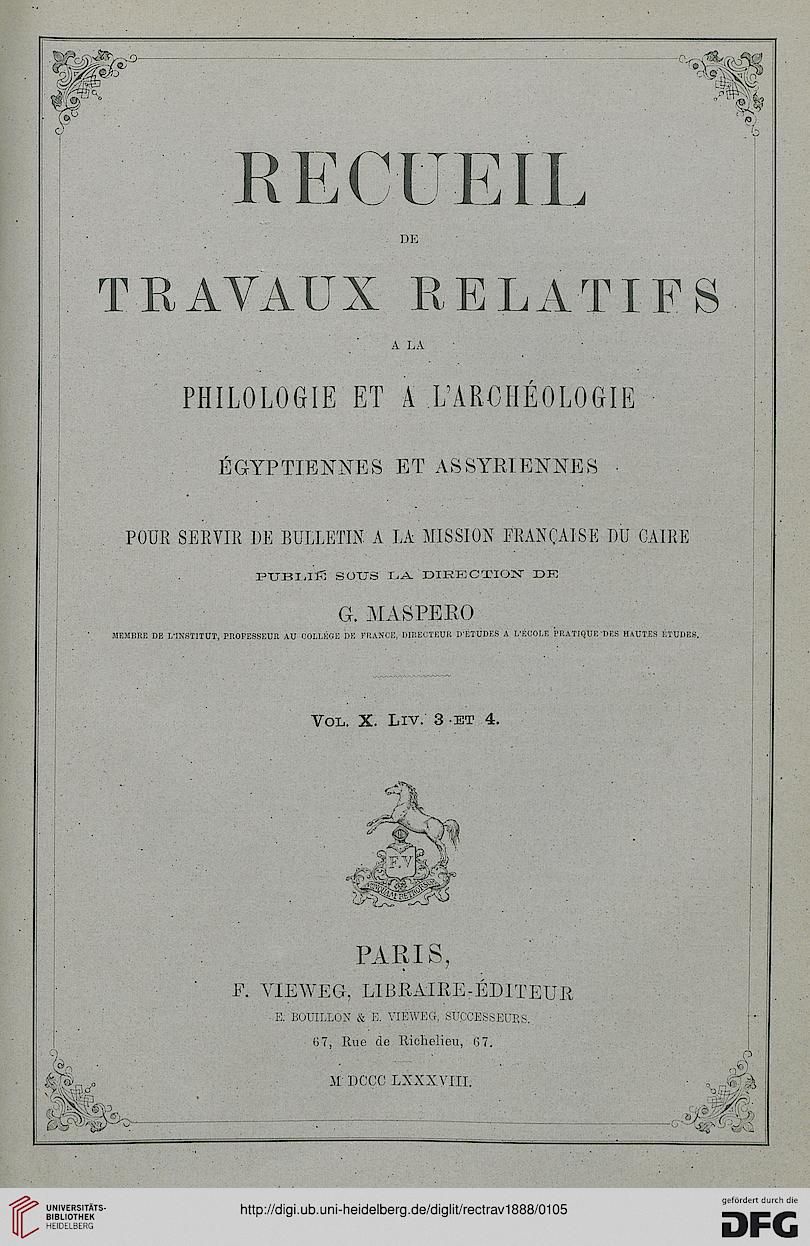 RECUEIL
DE
TRAVAUX RELATIFS
A LA
PHILOLOGIE ET A L'ARCHÉOLOGIE
ÉGYPTIENNES ET ASSYRIENNES
POUR SERVIR DE BULLETIN A LA MISSION FRANÇAISE DU CAIRE
PUBLIÉ SOUS LA DIRECTION DE
G. MASPERO
MEMBRE DE L'INSTITUT, PROFESSEUR AU COLLÉGE DE FRANCE, DIRECTEUR D'ÉTUDES A L'ÉCOLE PRATIQUE DES HAUTES ÉTUDES.
VOL. X. LIV. 3 ET 4.
F.V
PARIS,
F. VIEWEG, LIBRAIRE-ÉDITEUR
E. BOUILLON & E. VIEWEG, SUCCESSEURS.
67, Rue de Richelieu, 67.
M DCCC LXXXVIII.
UNIVERSITÄTS-
BIBLIOTHEK
HEIDELBERG
http://digi.ub.uni-heidelberg.de/diglit/rectrav1888/0105
gefördert durch die
DFG